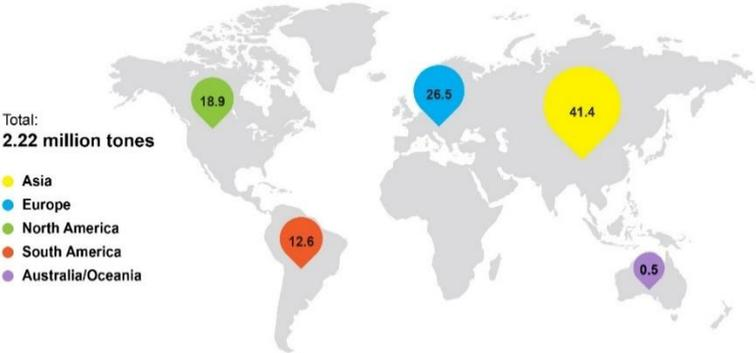 18.9
26.5
41.4
Total:
2.22 million tones
Asia
Europe
North America
South America
Australia/Oceania
12.6
0.5